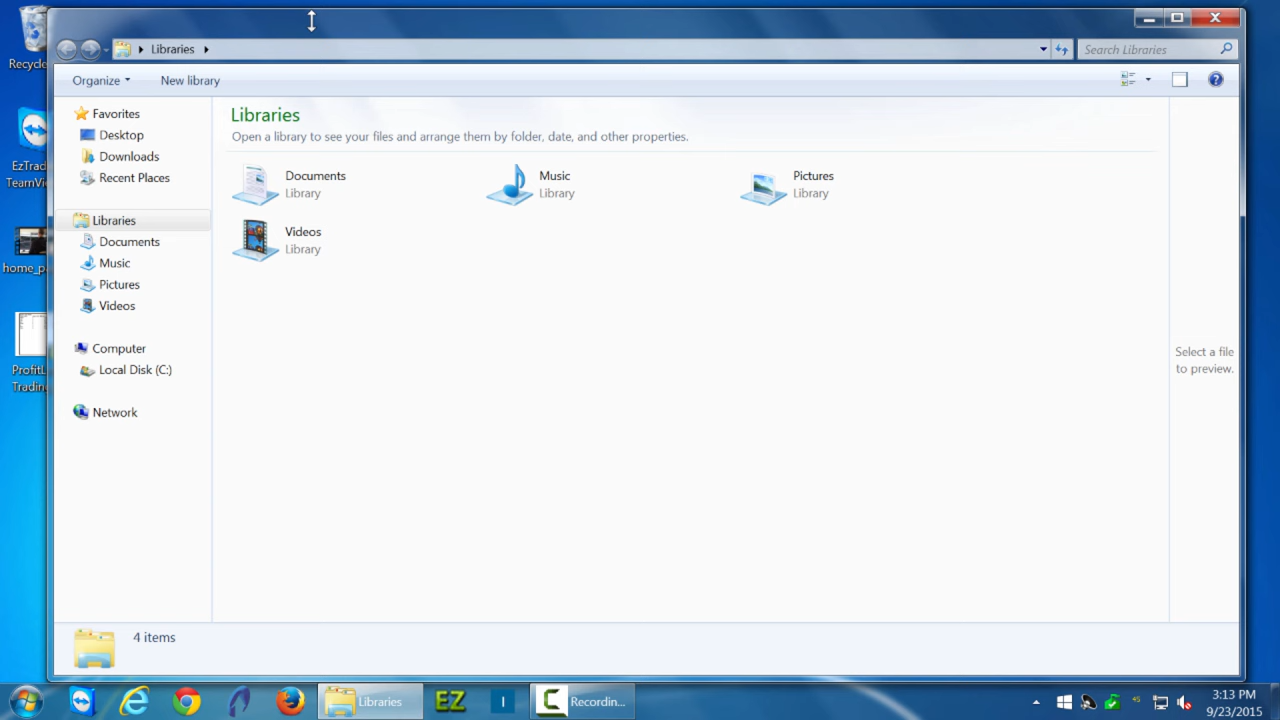 Recycle
EzTrad
TeamVi
home_pa
ProfitL
Trading
Libraries
Search Libraries
Organize
New library
Favorites
Desktop
Downloads
Recent Places
Libraries
Documents
Music
Pictures
Videos
Computer
Local Disk (C:)
Network
Libraries
Open a library to see your files and arrange them by folder, date, and other properties.
Documents
Library
Music
Library
Pictures
Library
Videos
Library
Select a file
to preview.
4 items
Libraries
EZ
I
Recordin...
45
3:13 PM
9/23/2015